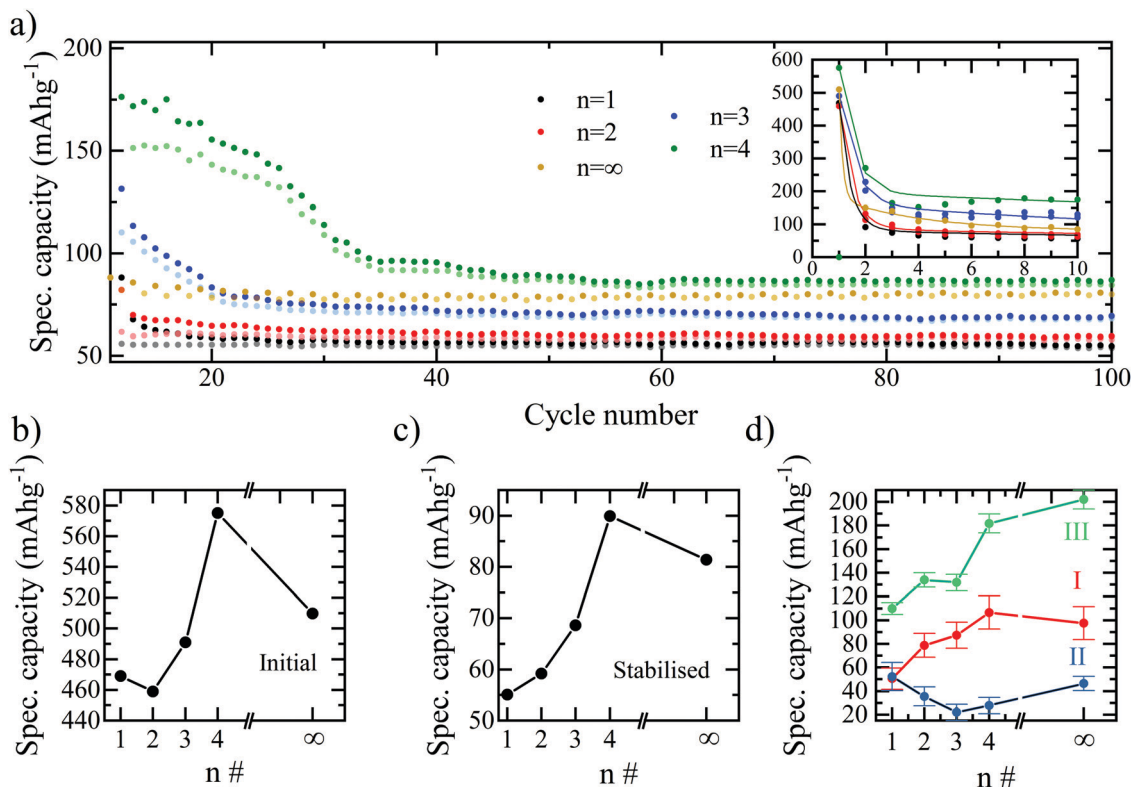 a)
Spec. capacity (mAhg⁻¹)
200
150
100
50
20
40
60
80
100
Cycle number
n=1
n=2
n=∞
n=3
n=4
600
500
400
300
200
100
0
0
2
4
6
8
10
b)
Spec. capacity (mAhg⁻¹)
580
560
540
520
500
480
460
440
Initial
1
2
3
4
∞
n #
c)
Spec. capacity (mAhg⁻¹)
90
80
70
60
50
Stabilised
1
2
3
4
∞
n #
d)
Spec. capacity (mAhg⁻¹)
200
180
160
140
120
100
80
60
40
20
III
I
II
1
2
3
4
∞
n #